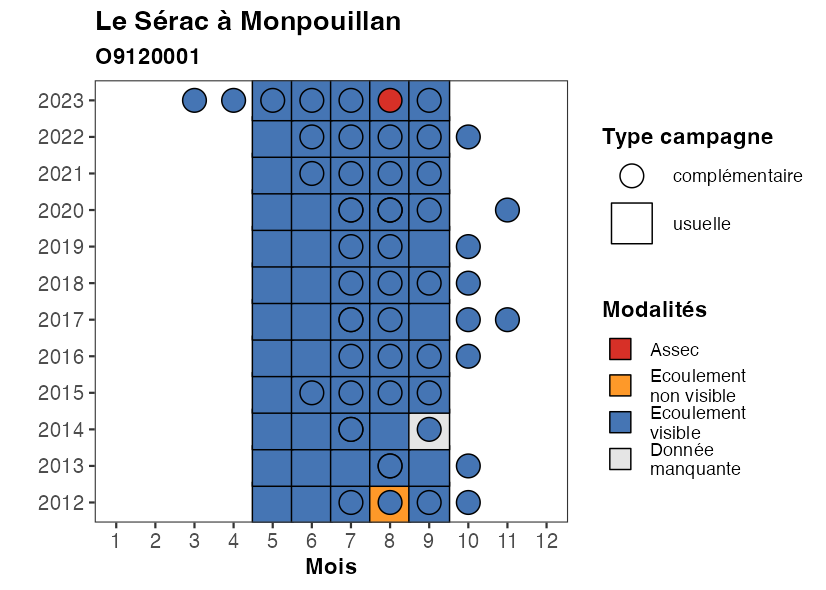 Le Sérac à Monpouillan
O9120001
2023
2022
2021
2020
2019
2018
2017
2016
2015
2014
2013
2012
1 2 3 4 5 6 7 8 9 10 11 12
Mois
Type campagne
complémentaire
usuelle
Modalités
Assec
Ecoulement
non visible
Ecoulement
visible
Donnée
manquante